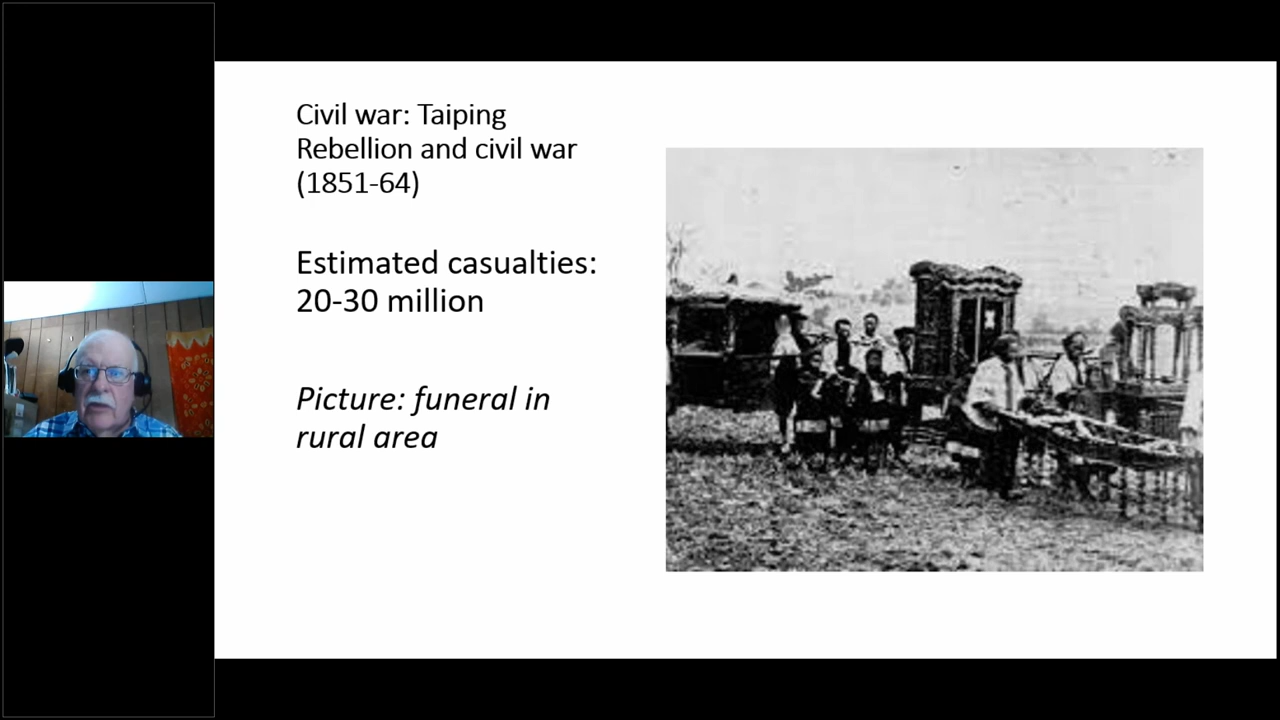 Civil war: Taiping
Rebellion and civil war
(1851-64)
Estimated casualties:
20-30 million
Picture: funeral in
rural area